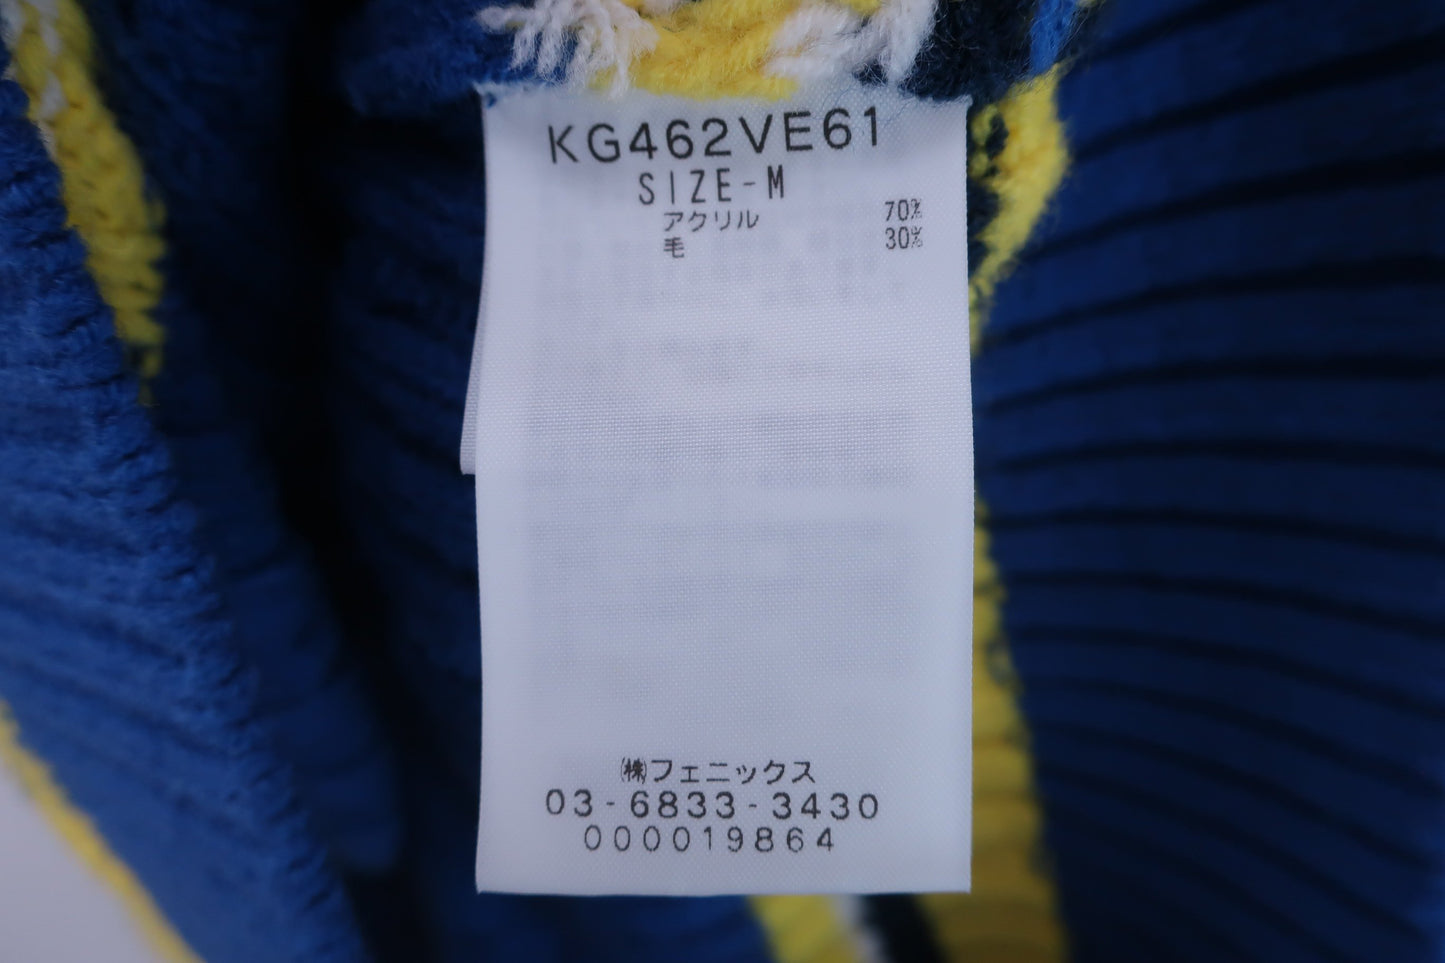 KG462VE61
SIZE-M
アクリル 70%
毛 30%
㈱フェニックス
03-6833-3430
000019864